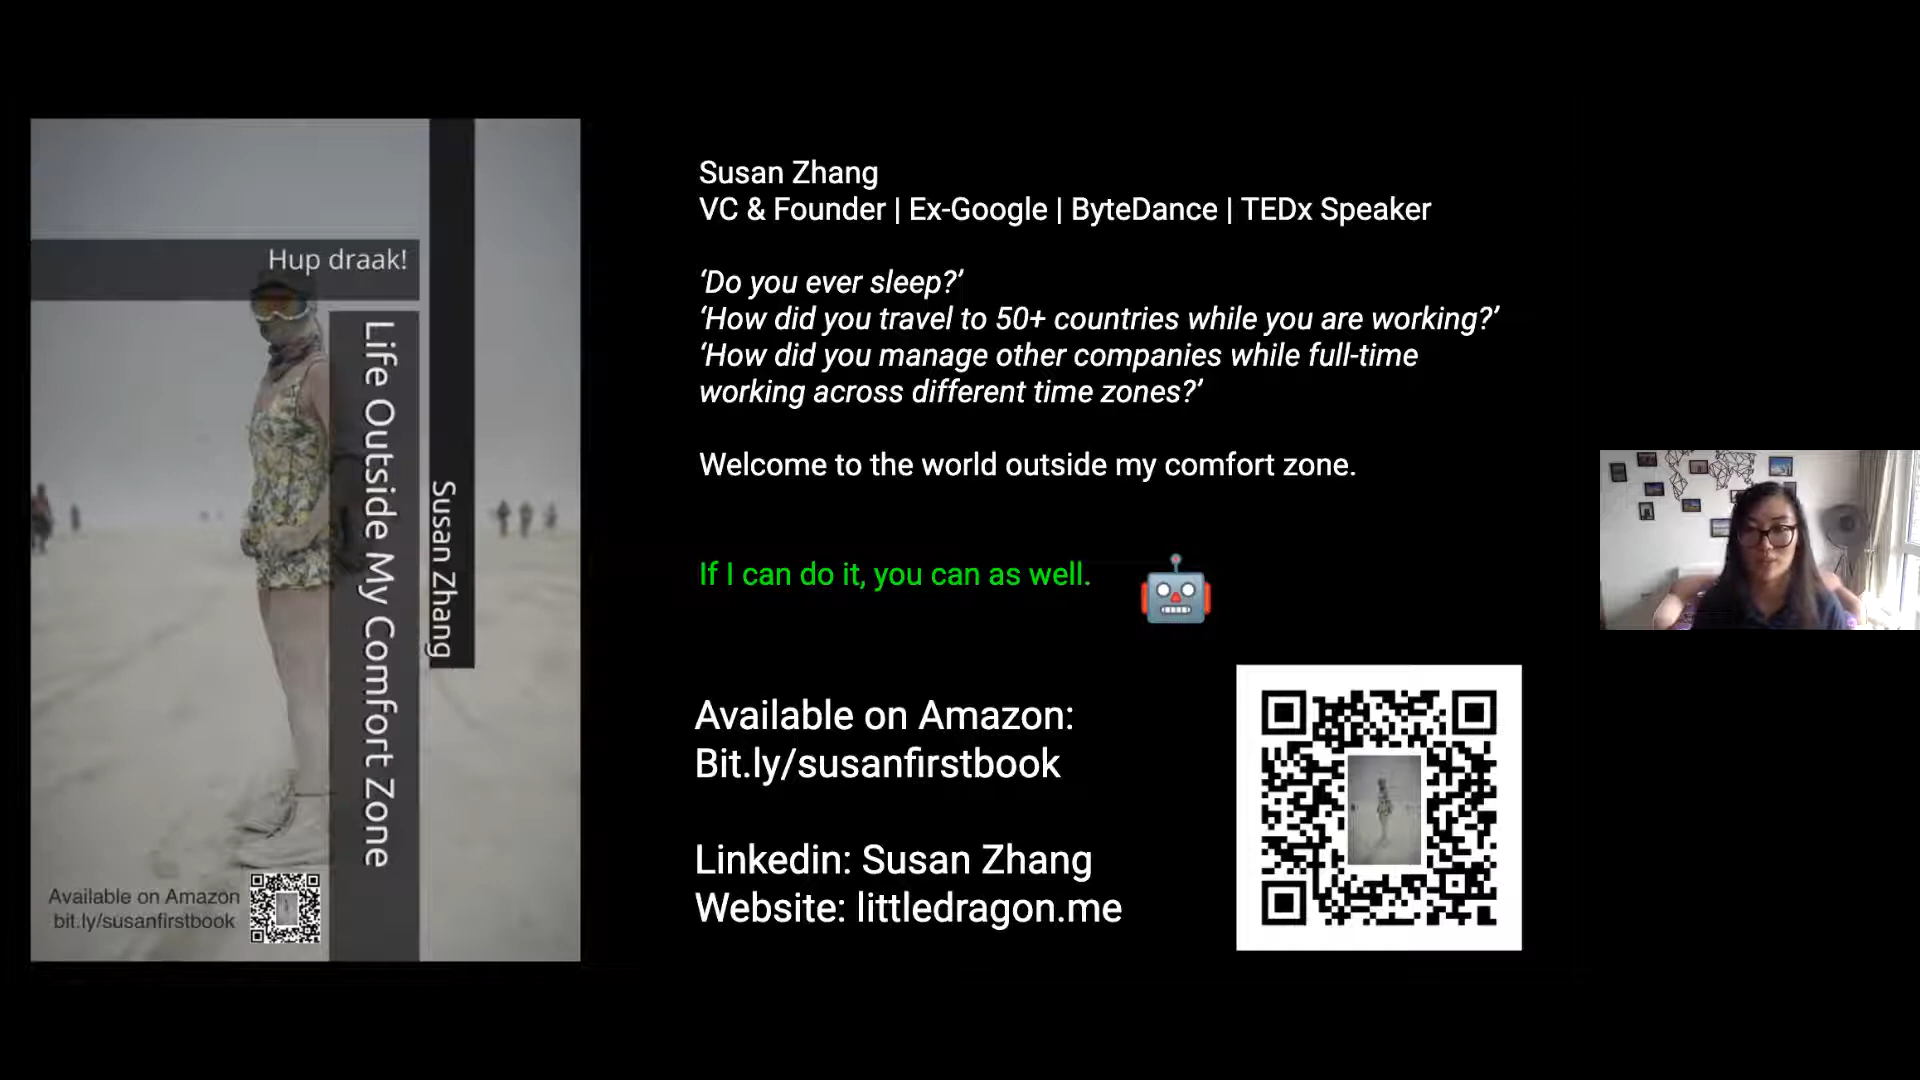 Hup draak!
Life Outside My Comfort Zone
Susan Zhang
Available on Amazon
bit.ly/susanfirstbook
Susan Zhang
VC & Founder | Ex-Google | ByteDance | TEDx Speaker
‘Do you ever sleep?’
‘How did you travel to 50+ countries while you are working?’
‘How did you manage other companies while full-time
working across different time zones?’
Welcome to the world outside my comfort zone.
If I can do it, you can as well.
Available on Amazon:
Bit.ly/susanfirstbook
Linkedin: Susan Zhang
Website: littledragon.me